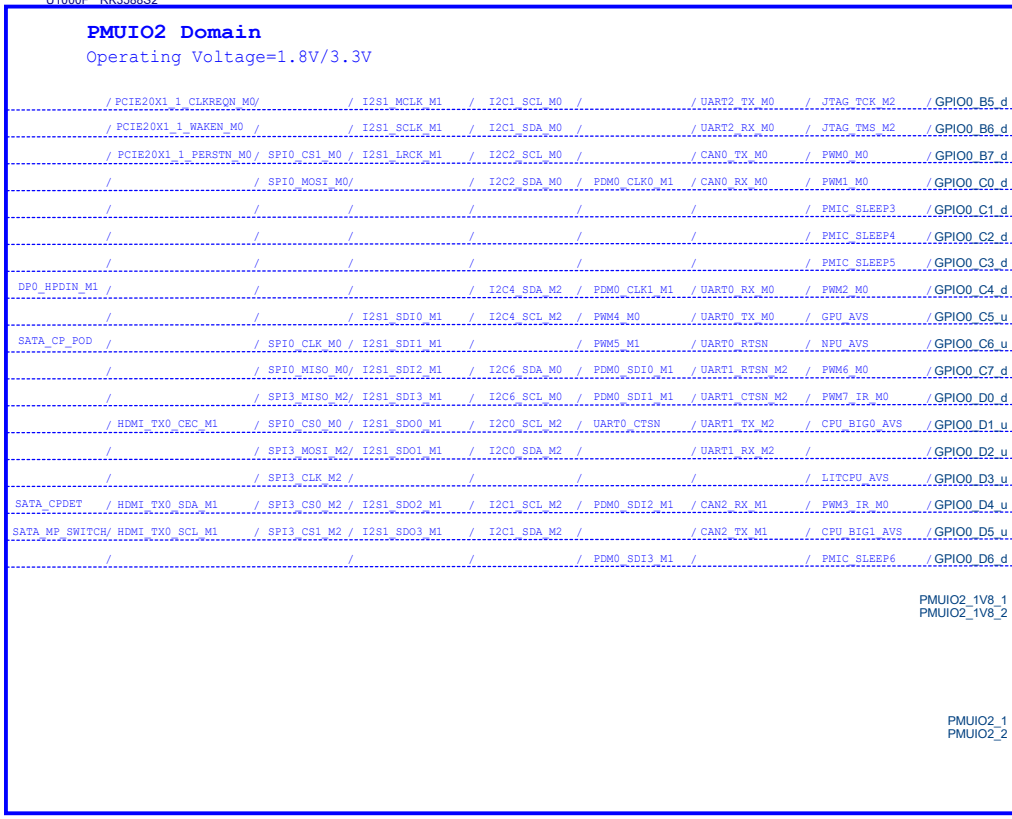 U1000F RK3588S2
PMUIO2 Domain
Operating Voltage=1.8V/3.3V
/ PCIE20X1_1_CLKREQN_M0/ / I2S1_MCLK_M1 / I2C1_SCL_M0 / / UART2_TX_M0 / JTAG_TCK_M2 / GPIO0_B5_d
/ PCIE20X1_1_WAKEN_M0 / / I2S1_SCLK_M1 / I2C1_SDA_M0 / / UART2_RX_M0 / JTAG_TMS_M2 / GPIO0_B6_d
/ PCIE20X1_1_PERSTN_M0 / SPI0_CS1_M0 / I2S1_LRCK_M1 / I2C2_SCL_M0 / / CAN0_TX_M0 / PWM0_M0 / GPIO0_B7_d
/ / SPI0_MOSI_M0/ / I2C2_SDA_M0 / PDM0_CLK0_M1 / CAN0_RX_M0 / PWM1_M0 / GPIO0_C0_d
/ / / / / / / PMIC_SLEEP3 / GPIO0_C1_d
/ / / / / / / PMIC_SLEEP4 / GPIO0_C2_d
/ / / / / / / PMIC_SLEEP5 / GPIO0_C3_d
DP0_HPDIN_M1 / / / / I2C4_SDA_M2 / PDM0_CLK1_M1 / UART0_RX_M0 / PWM2_M0 / GPIO0_C4_d
/ / / I2S1_SDI0_M1 / I2C4_SCL_M2 / PWM4_M0 / UART0_TX_M0 / GPU_AVS / GPIO0_C5_u
SATA_CP_POD / / SPI0_CLK_M0 / I2S1_SDI1_M1 / / PWM5_M1 / UART0_RTSN / NPU_AVS / GPIO0_C6_u
/ / SPI0_MISO_M0/ I2S1_SDI2_M1 / I2C6_SDA_M0 / PDM0_SDI0_M1 / UART1_RTSN_M2 / PWM6_M0 / GPIO0_C7_d
/ / SPI3_MISO_M2/ I2S1_SDI3_M1 / I2C6_SCL_M0 / PDM0_SDI1_M1 / UART1_CTSN_M2 / PWM7_IR_M0 / GPIO0_D0_d
/ HDMI_TX0_CEC_M1 / SPI0_CS0_M0 / I2S1_SDO0_M1 / I2C0_SCL_M2 / UART0_CTSN / UART1_TX_M2 / CPU_BIG0_AVS / GPIO0_D1_u
/ / SPI3_MOSI_M2/ I2S1_SDO1_M1 / I2C0_SDA_M2 / / UART1_RX_M2 / / GPIO0_D2_u
/ / SPI3_CLK_M2 / / / / / LITCPU_AVS / GPIO0_D3_u
SATA_CPDET / HDMI_TX0_SDA_M1 / SPI3_CS0_M2 / I2S1_SDO2_M1 / I2C1_SCL_M2 / PDM0_SDI2_M1 / CAN2_RX_M1 / PWM3_IR_M0 / GPIO0_D4_u
SATA_MP_SWITCH/ HDMI_TX0_SCL_M1 / SPI3_CS1_M2 / I2S1_SDO3_M1 / I2C1_SDA_M2 / / CAN2_TX_M1 / CPU_BIG1_AVS / GPIO0_D5_u
/ / / / PDM0_SDI3_M1 / / PMIC_SLEEP6 / GPIO0_D6_d
PMUIO2_1V8_1
PMUIO2_1V8_2
PMUIO2_1
PMUIO2_2